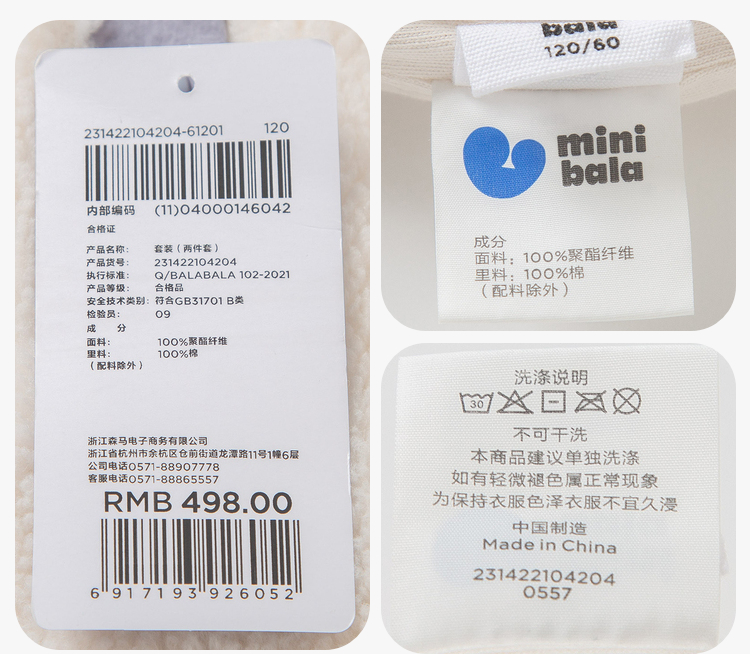 231422104204-61201 120
内部编码 (11)04000146042
合格证
产品名称: 套装（两件套）
产品货号: 231422104204
执行标准: Q/BALABALA 102-2021
产品等级: 合格品
安全技术类别: 符合GB31701 B类
检验员: 09
成 分
面料: 100%聚酯纤维
里料: 100%棉
（配料除外）
浙江森马电子商务有限公司
浙江省杭州市余杭区仓前街道龙潭路11号1幢6层
公司电话0571-88907778
客服电话0571-88865557
RMB 498.00
6 917193 926052
bala
120/60
mini
bala
成分
面料: 100%聚酯纤维
里料: 100%棉
（配料除外）
洗涤说明
30
不可干洗
本商品建议单独洗涤
如有轻微褪色属正常现象
为保持衣服色泽衣服不宜久浸
中国制造
Made in China
231422104204
0557